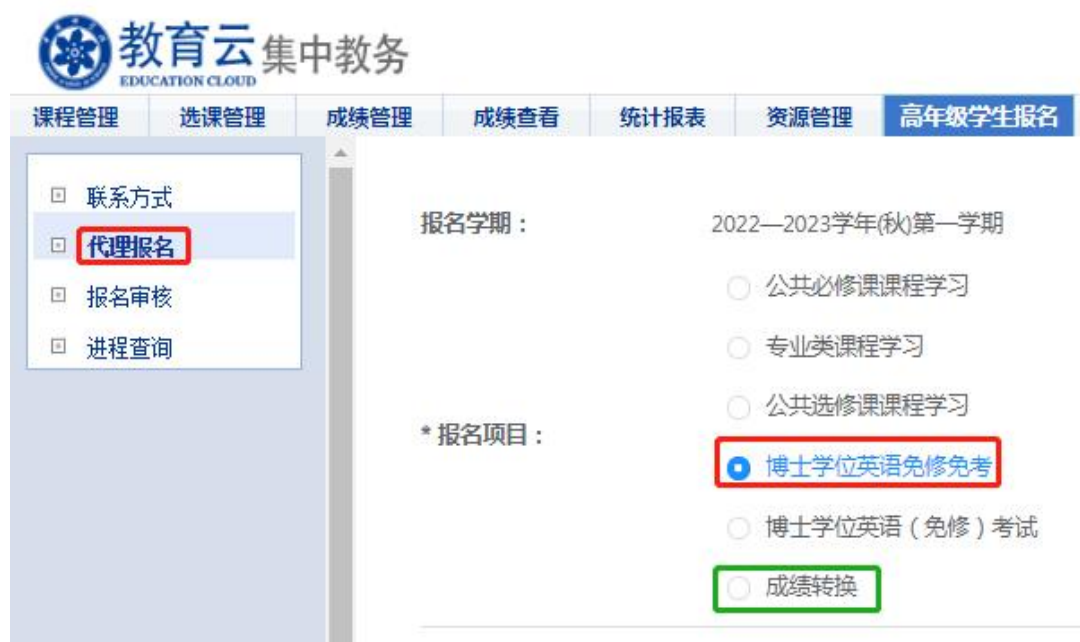 教育云集中教务
EDUCATION CLOUD
课程管理 选课管理 成绩管理 成绩查看 统计报表 资源管理 高年级学生报名
联系方式
代理报名
报名审核
进程查询
报名学期： 2022—2023学年(秋)第一学期
公共必修课课程学习
专业类课程学习
公共选修课课程学习
* 报名项目：
博士学位英语免修免考
博士学位英语（免修）考试
成绩转换